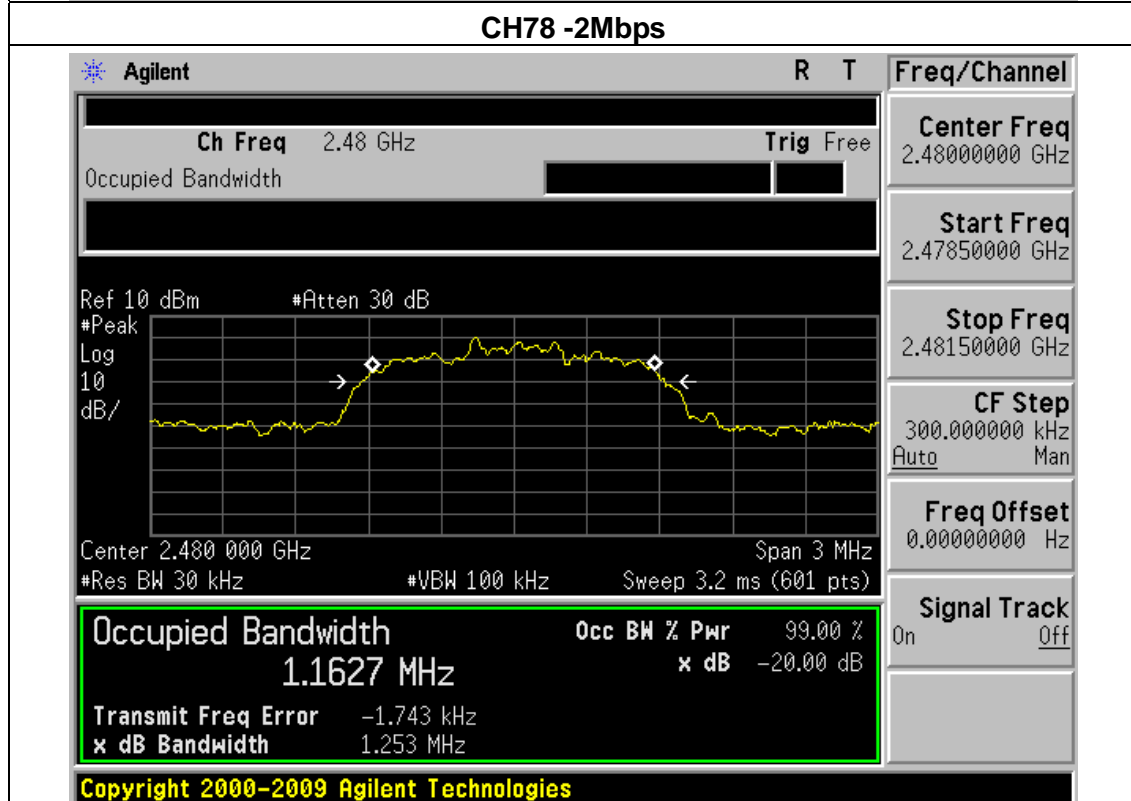 CH78 -2Mbps
Agilent R T Freq/Channel
Ch Freq 2.48 GHz Trig Free
Occupied Bandwidth
Center Freq
2.48000000 GHz
Start Freq
2.47850000 GHz
Stop Freq
2.48150000 GHz
CF Step
300.000000 kHz
Auto Man
Freq Offset
0.00000000 Hz
Signal Track
On Off
Ref 10 dBm #Atten 30 dB
#Peak
Log
10
dB/
Center 2.480 000 GHz Span 3 MHz
#Res BW 30 kHz #VBW 100 kHz Sweep 3.2 ms (601 pts)
Occupied Bandwidth Occ BW % Pwr 99.00 %
1.1627 MHz x dB -20.00 dB
Transmit Freq Error -1.743 kHz
x dB Bandwidth 1.253 MHz
Copyright 2000-2009 Agilent Technologies